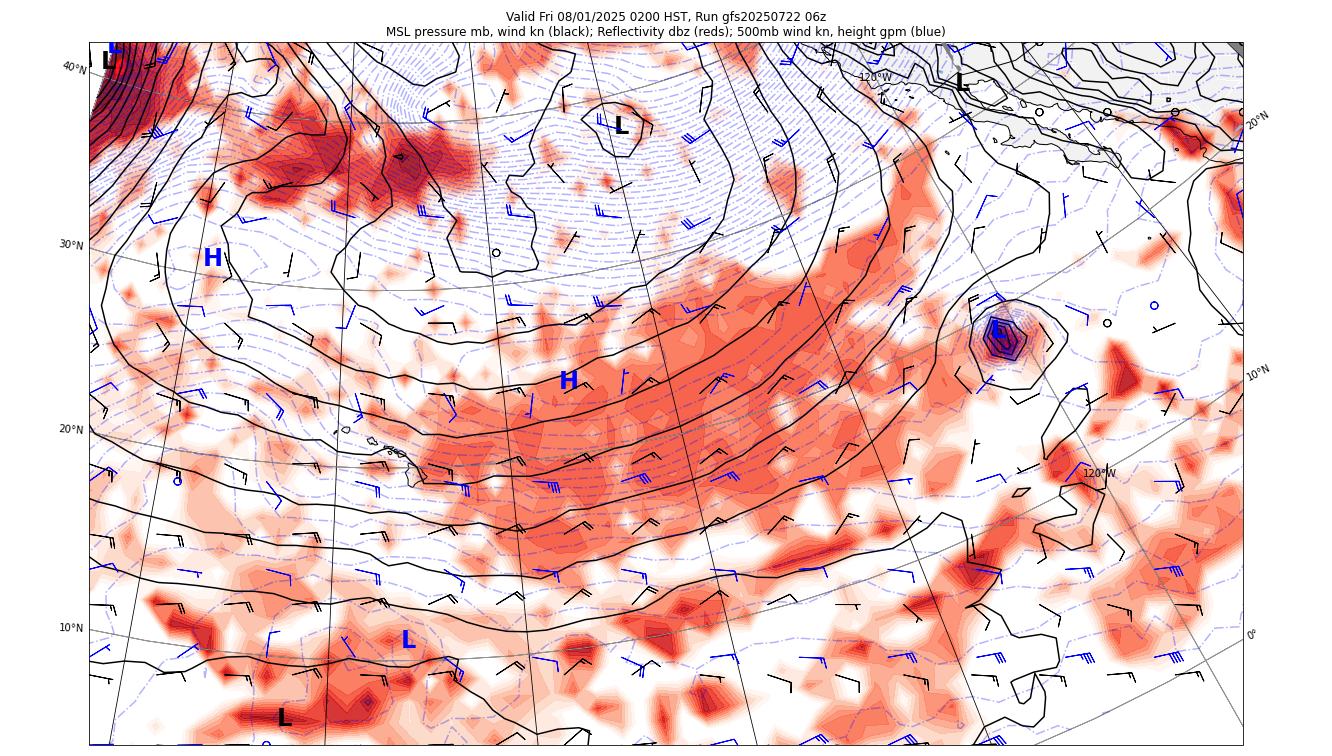 Valid Fri 08/01/2025 0200 HST, Run gfs20250722 06z
MSL pressure mb, wind kn (black); Reflectivity dbz (reds); 500mb wind kn, height gpm (blue)
L
L
40°N
120°W
L
20°N
L
30°N
H
L
10°N
H
20°N
120°W
10°N
0°
L
L